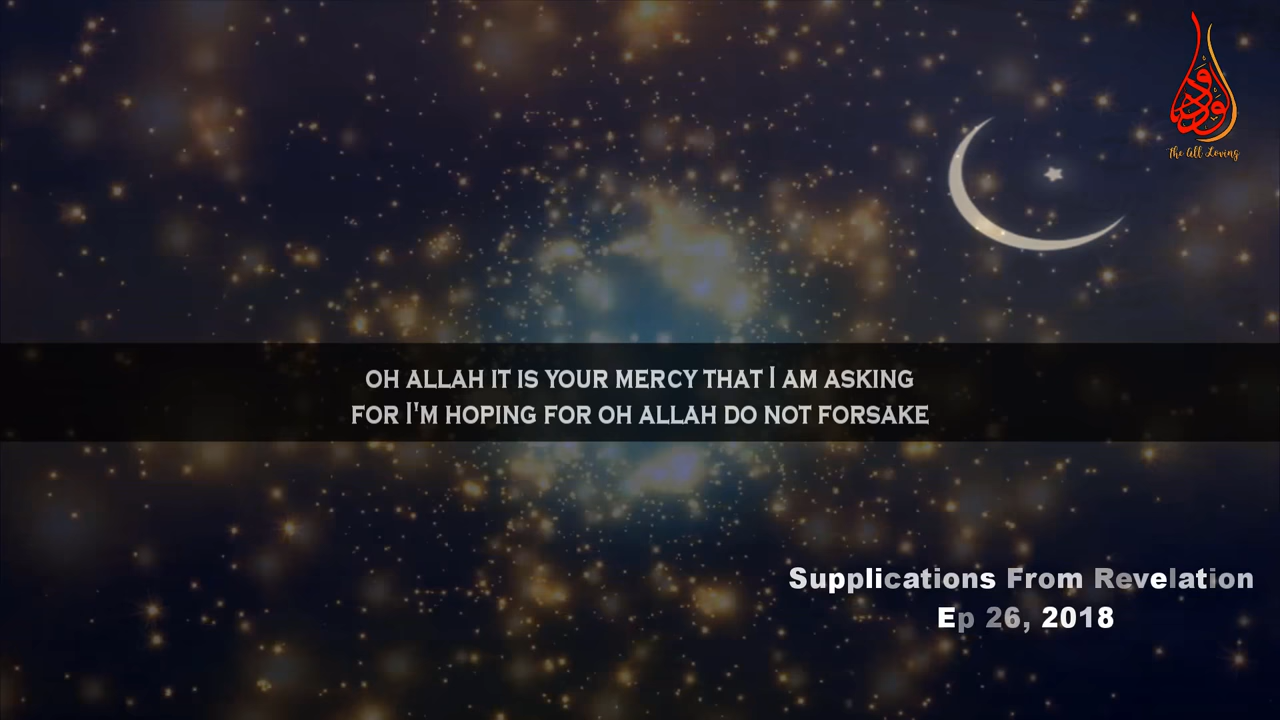 الودود
The All Loving
OH ALLAH IT IS YOUR MERCY THAT I AM ASKING
FOR I'M HOPING FOR OH ALLAH DO NOT FORSAKE
Supplications From Revelation
Ep 26, 2018